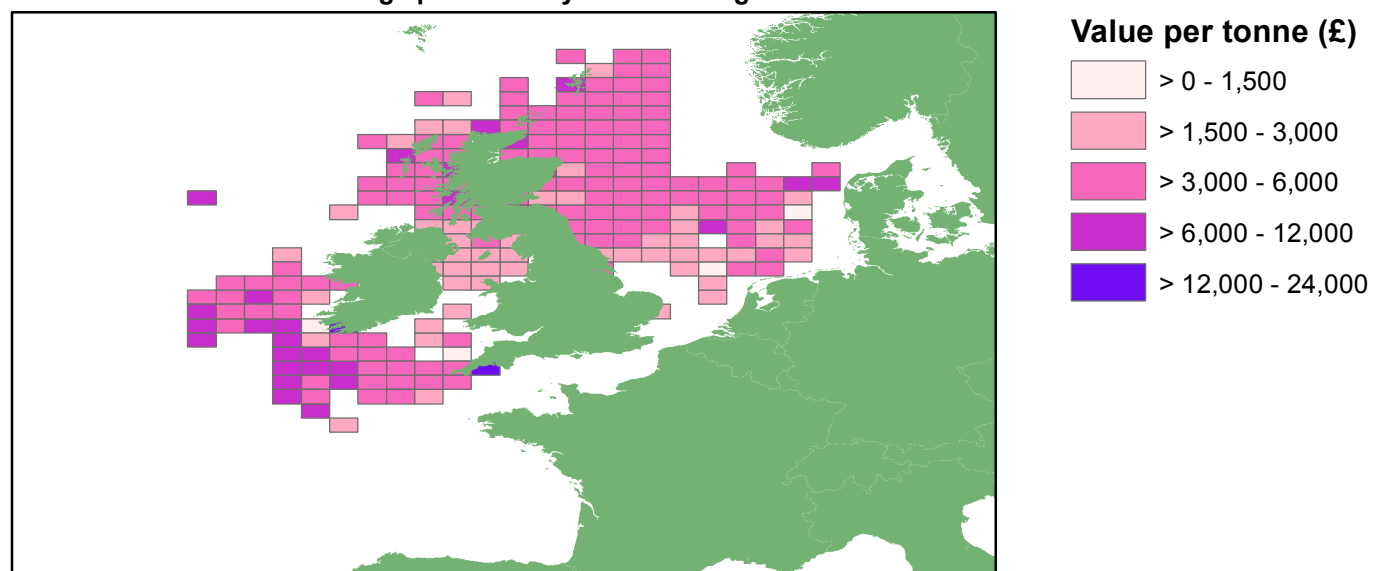 Value per tonne (£)
> 0 - 1,500
> 1,500 - 3,000
> 3,000 - 6,000
> 6,000 - 12,000
> 12,000 - 24,000